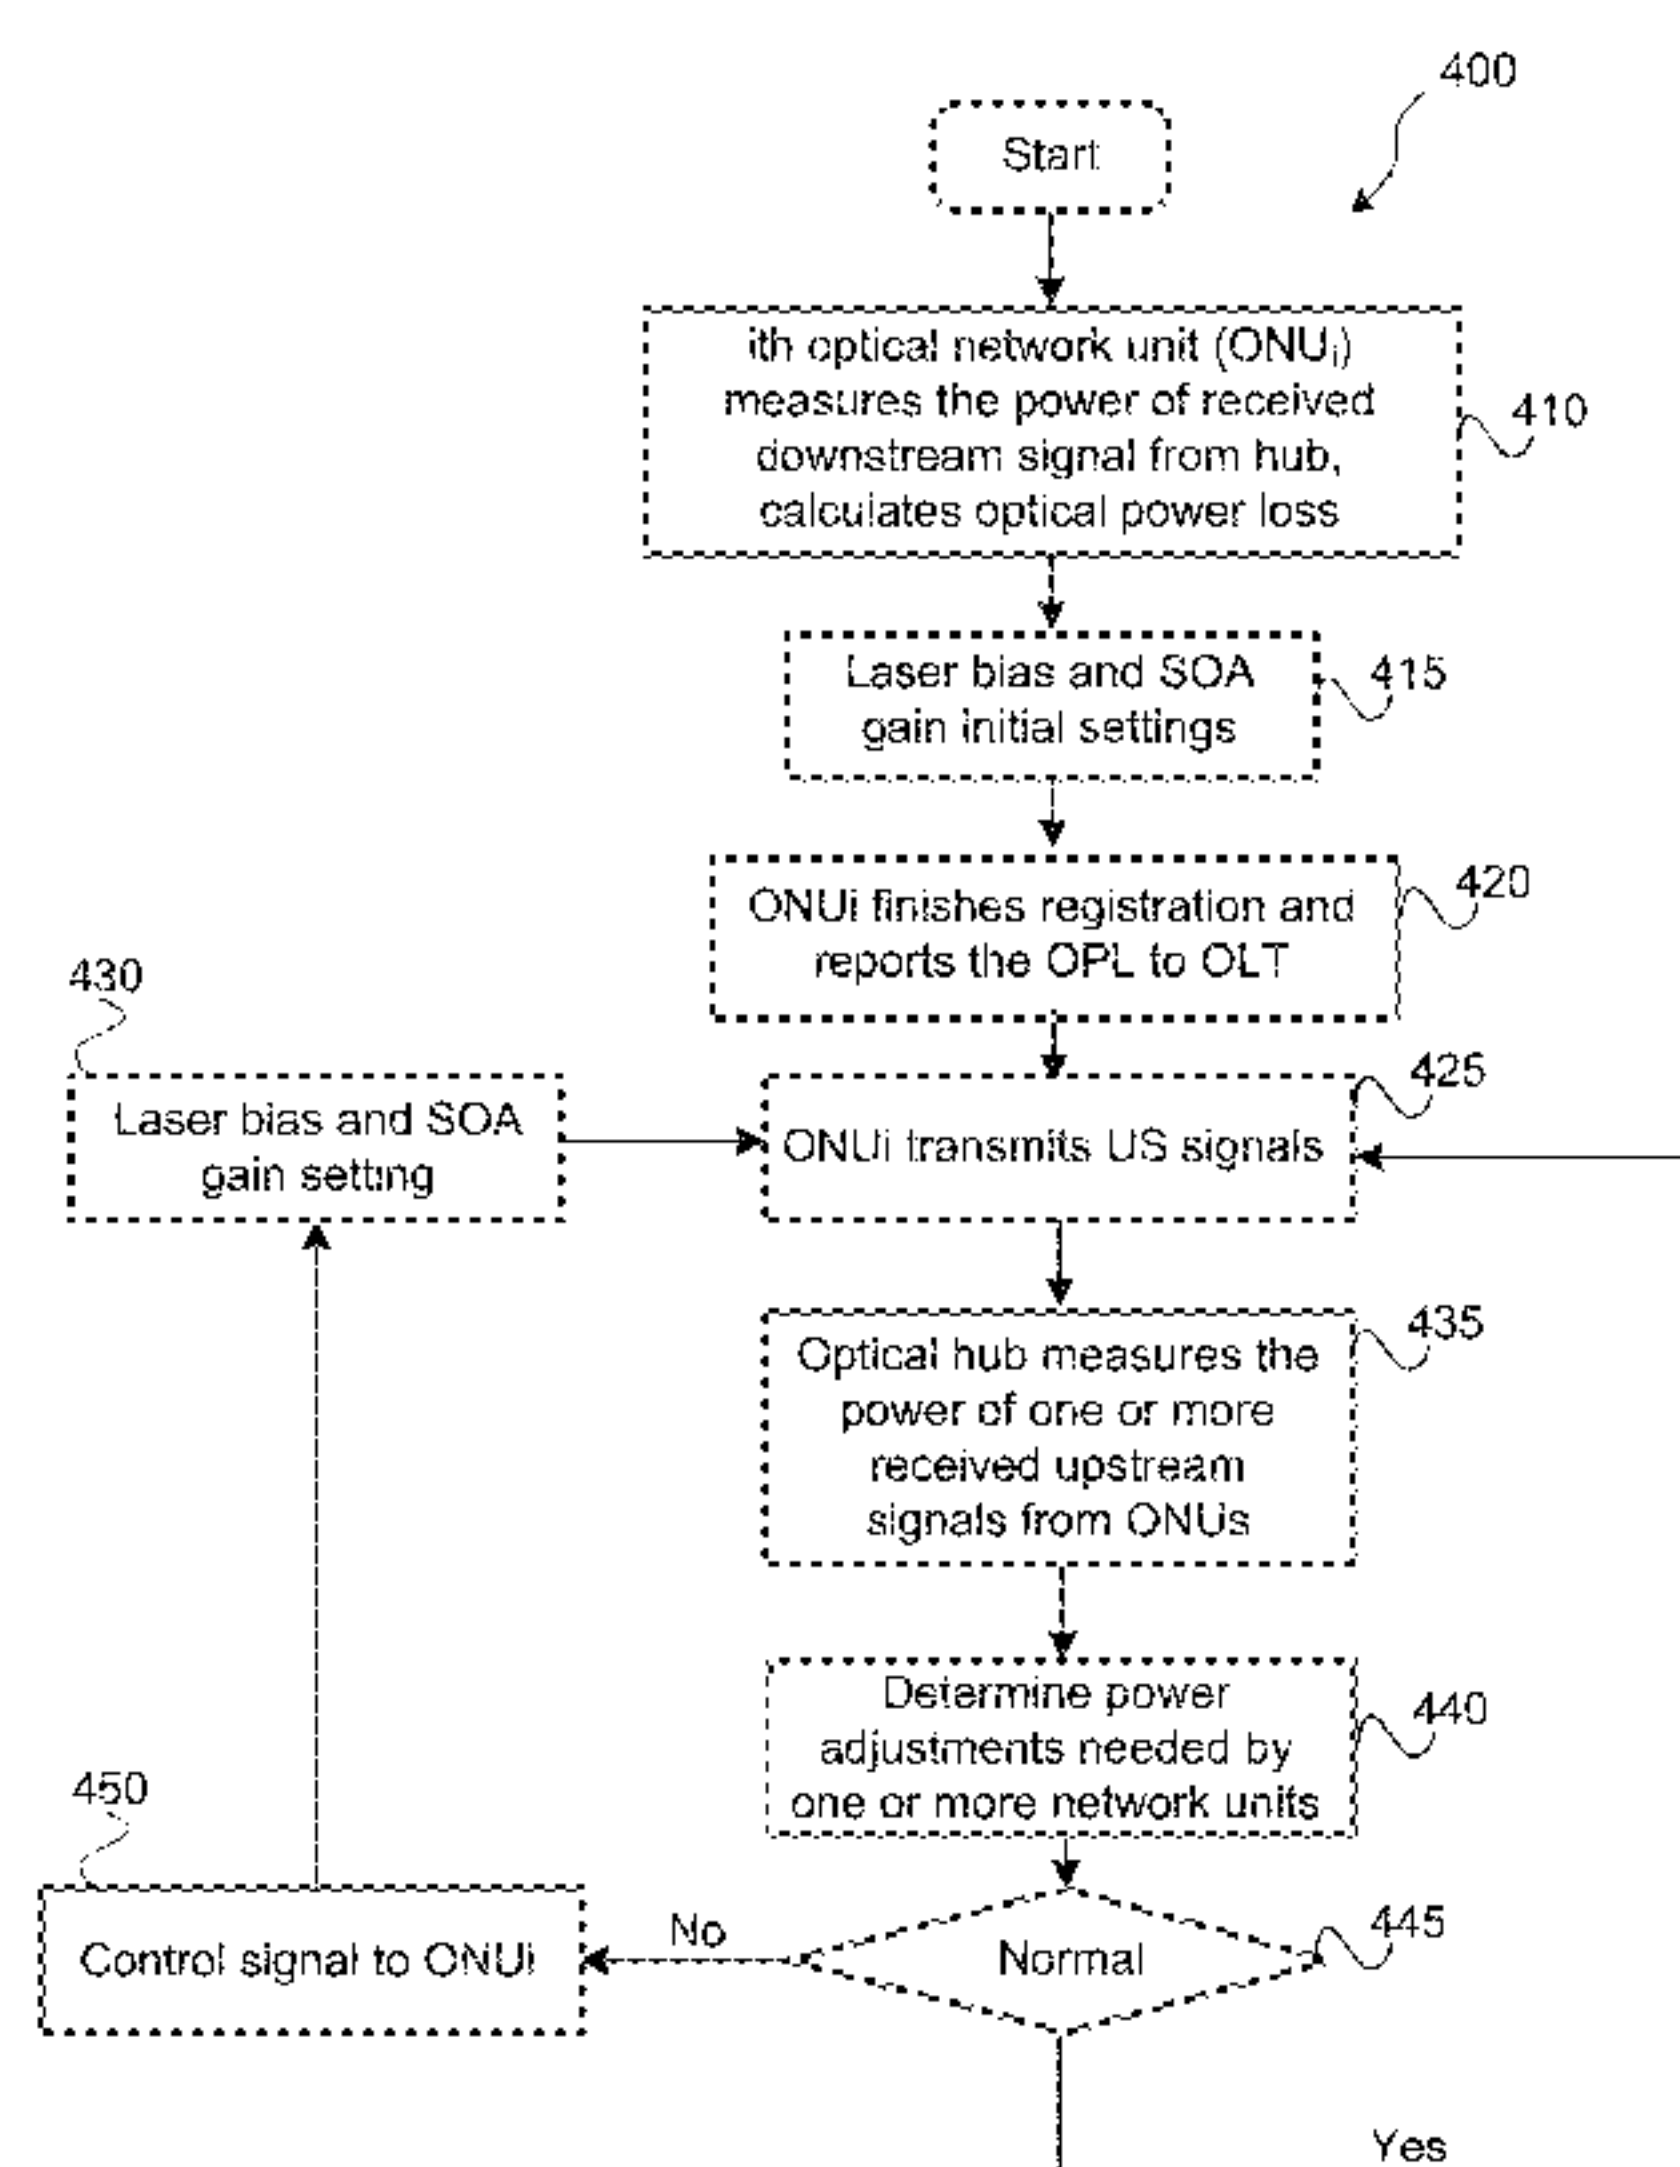 400
Start
ith optical network unit (ONUi)
measures the power of received
downstream signal from hub,
calculates optical power loss
410
Laser bias and SOA
gain initial settings
415
ONUi finishes registration and
reports the OPL to OLT
420
430
Laser bias and SOA
gain setting
ONUi transmits US signals
425
Optical hub measures the
power of one or more
received upstream
signals from ONUs
435
Determine power
adjustments needed by
one or more network units
440
450
Control signal to ONUi
No
Normal
445
Yes